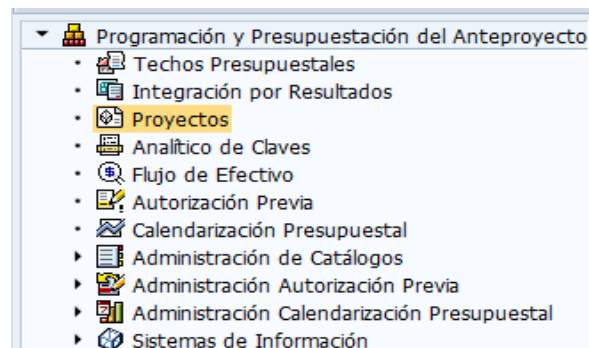 Programación y Presupuestación del Anteproyecto
Techos Presupuestales
Integración por Resultados
Proyectos
Analítico de Claves
Flujo de Efectivo
Autorización Previa
Calendarización Presupuestal
Administración de Catálogos
Administración Autorización Previa
Administración Calendarización Presupuestal
Sistemas de Información